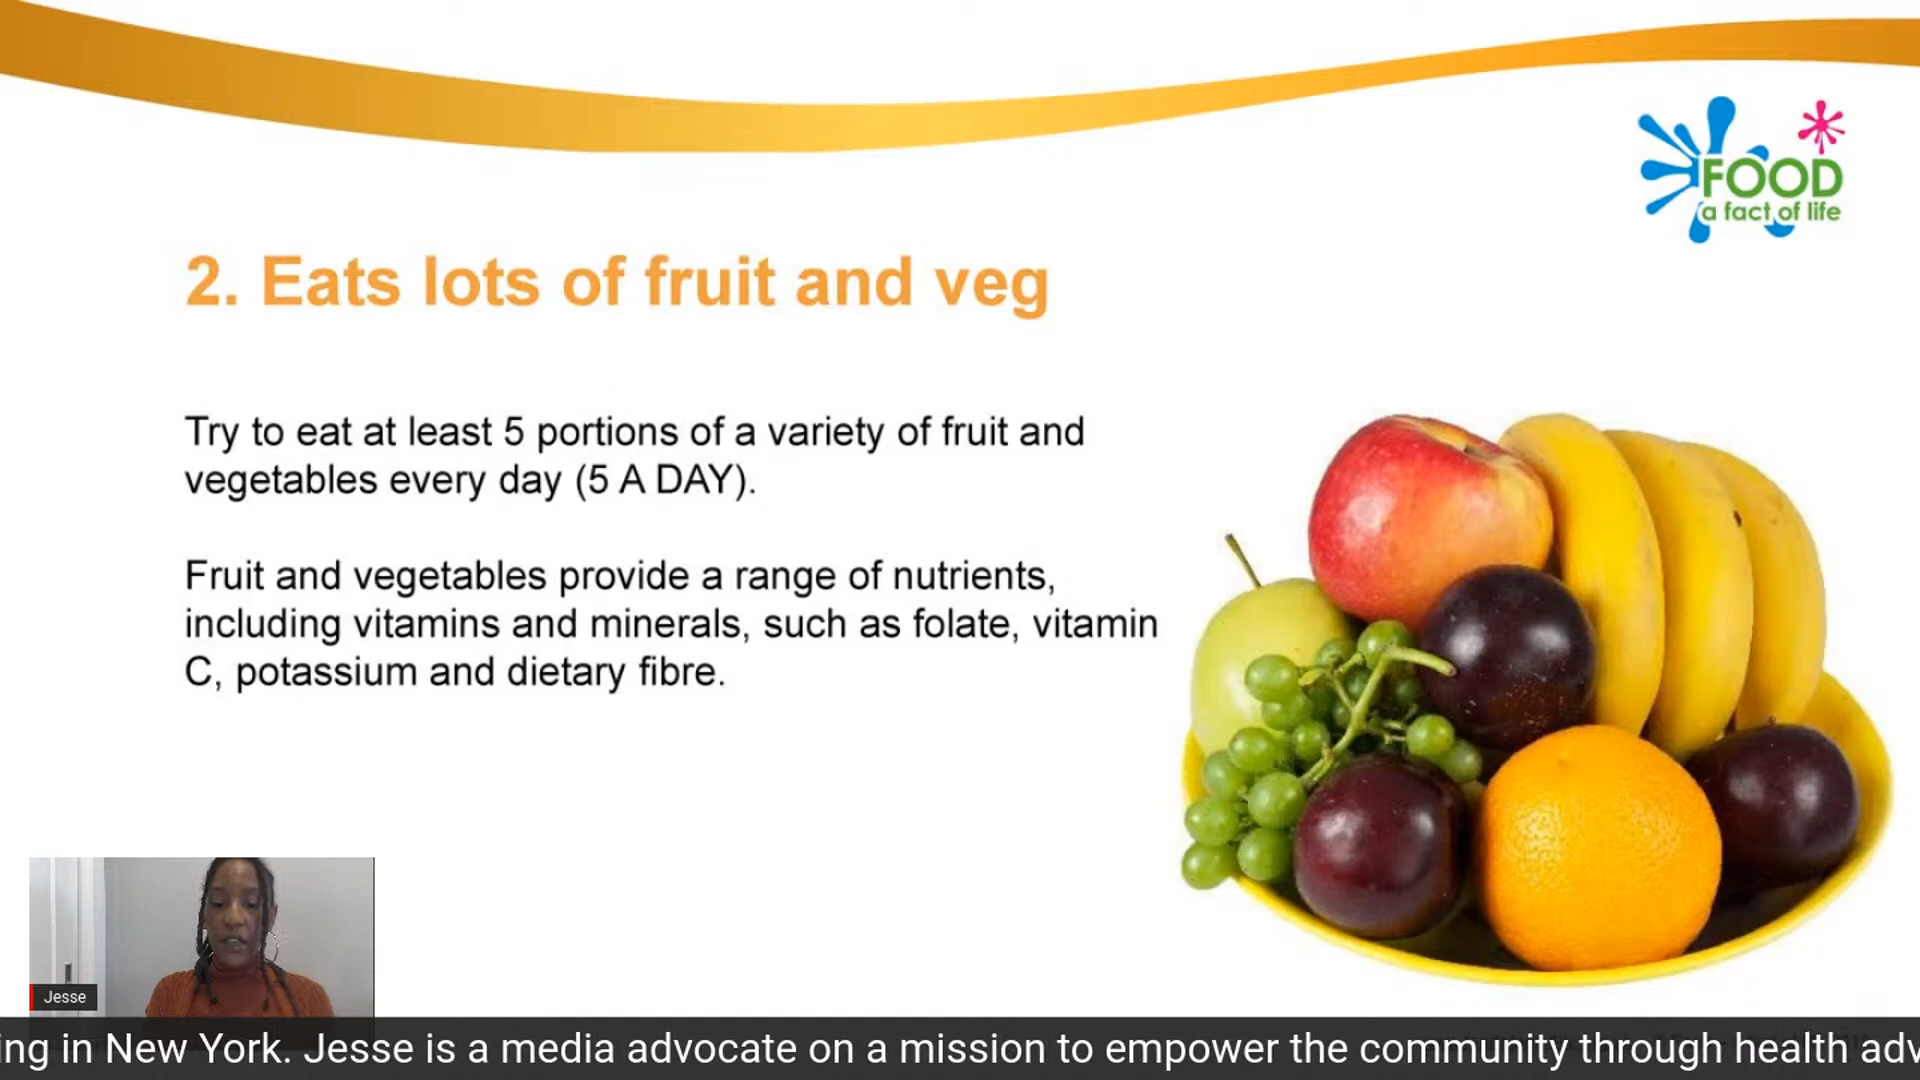 FOOD
a fact of life
2. Eats lots of fruit and veg
Try to eat at least 5 portions of a variety of fruit and
vegetables every day (5 A DAY).
Fruit and vegetables provide a range of nutrients,
including vitamins and minerals, such as folate, vitamin
C, potassium and dietary fibre.
Jesse
ing in New York. Jesse is a media advocate on a mission to empower the community through health adv